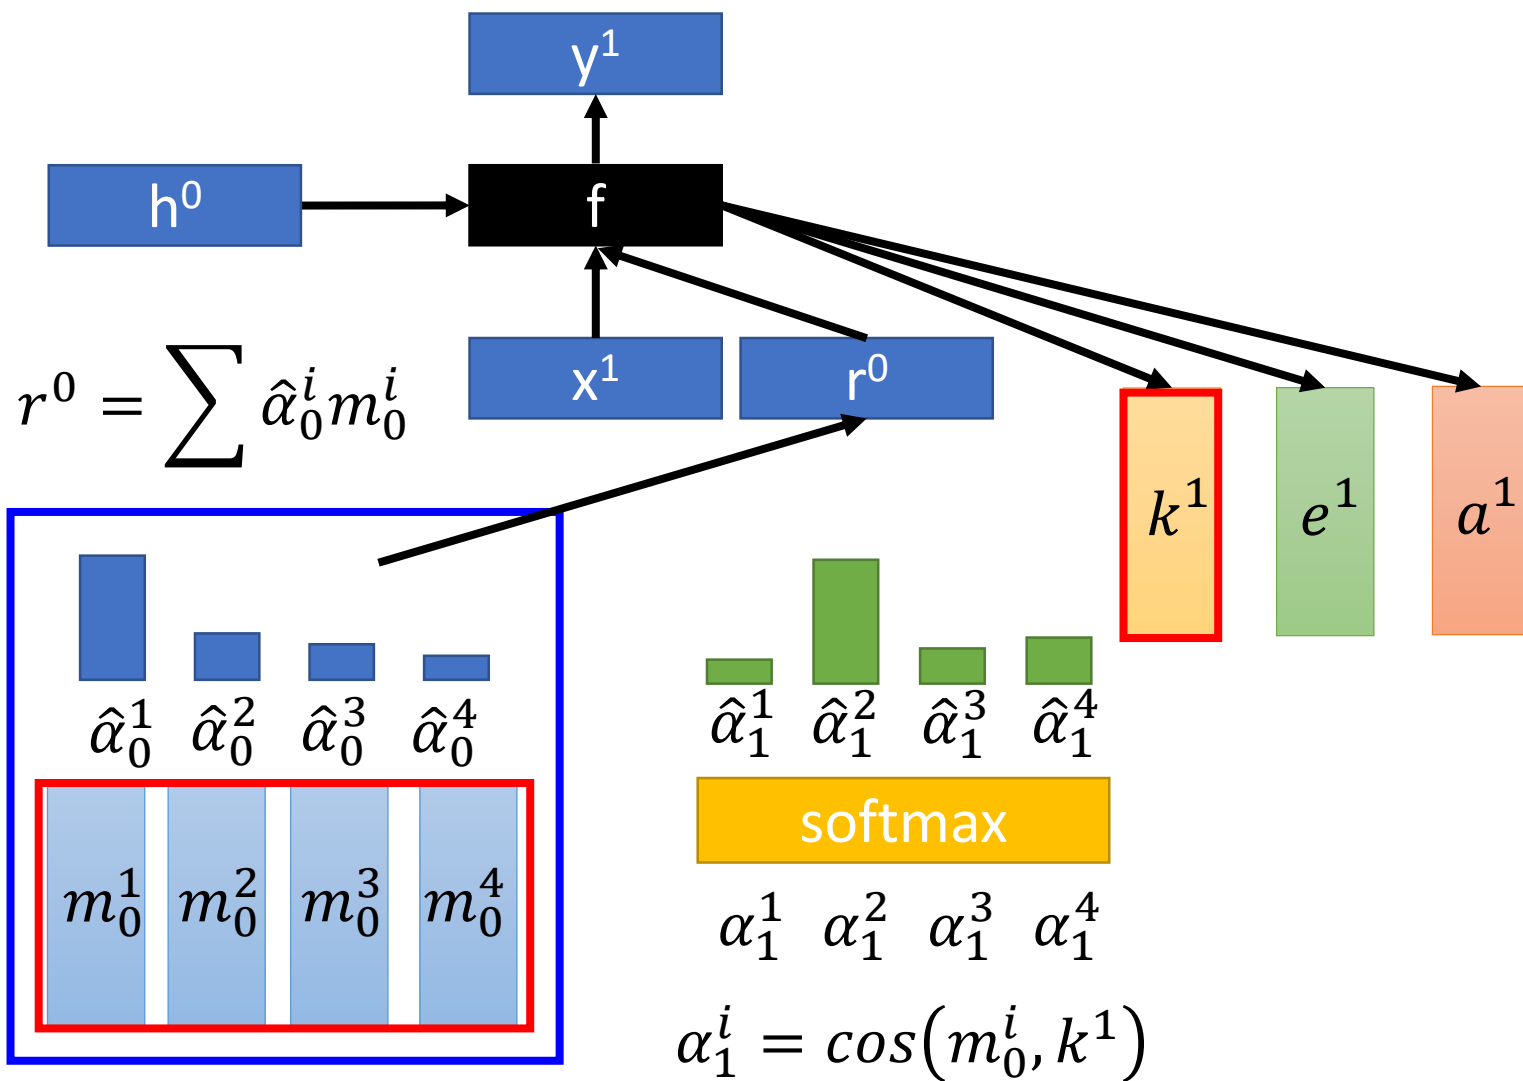 y¹
h⁰
f
x¹
r⁰
r⁰ = ∑ α̂₀ⁱ m₀ⁱ
k¹
e¹
a¹
α̂₀¹ α̂₀² α̂₀³ α̂₀⁴
α̂₁¹ α̂₁² α̂₁³ α̂₁⁴
softmax
m₀¹ m₀² m₀³ m₀⁴
α₁¹ α₁² α₁³ α₁⁴
α₁ⁱ = cos(m₀ⁱ, k¹)